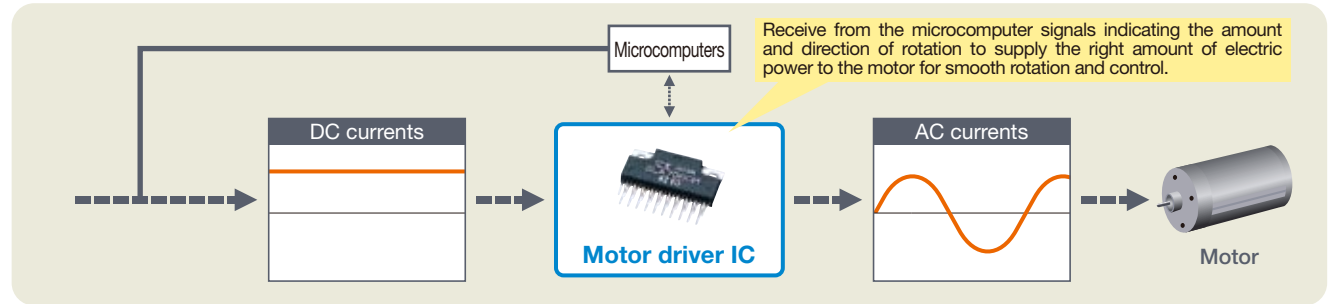 Microcomputers
Receive from the microcomputer signals indicating the amount
and direction of rotation to supply the right amount of electric
power to the motor for smooth rotation and control.
DC currents
Motor driver IC
AC currents
Motor